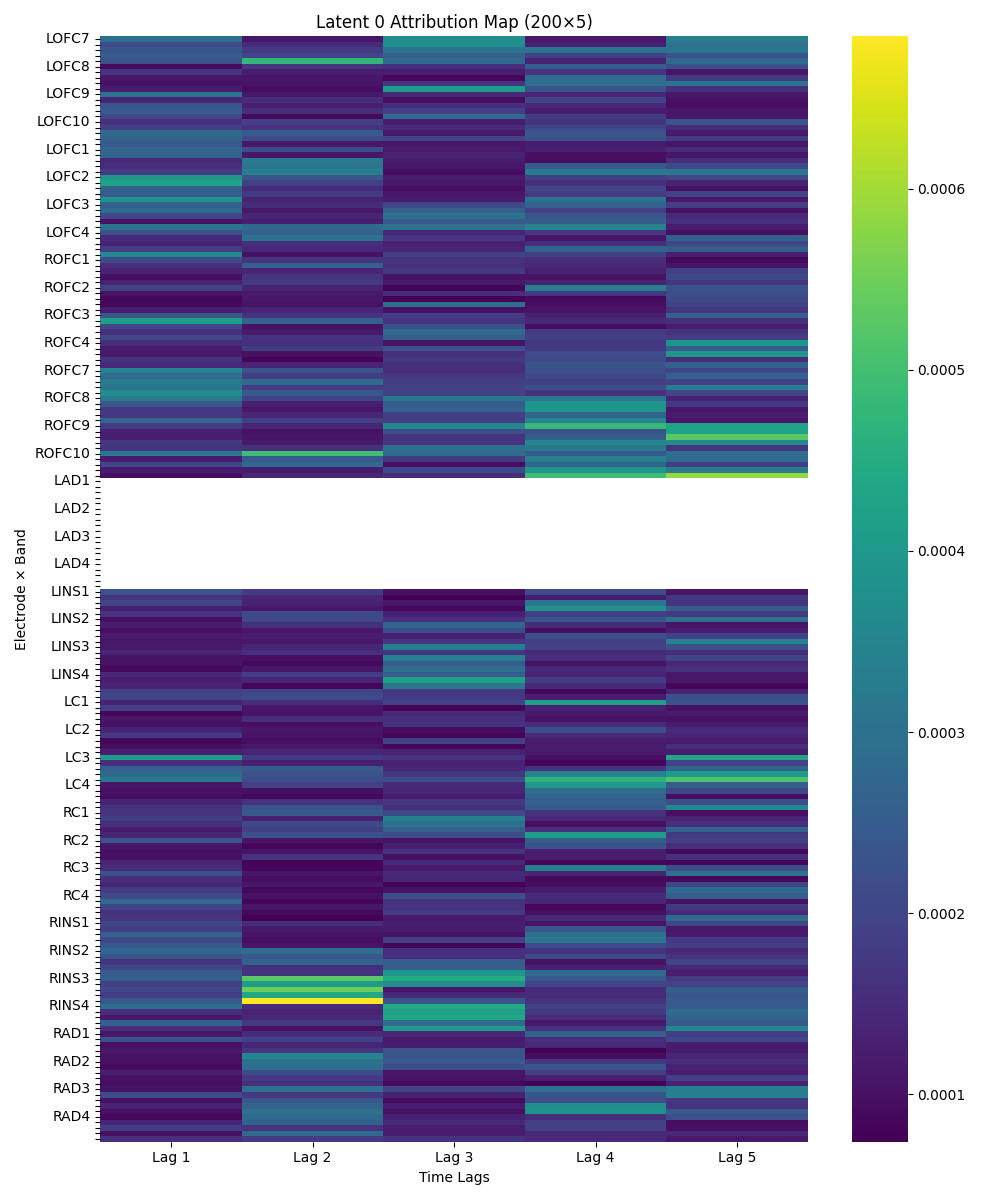 Latent 0 Attribution Map (200×5)
LOFC7
LOFC8
LOFC9
LOFC10
LOFC1
LOFC2
LOFC3
LOFC4
ROFC1
ROFC2
ROFC3
ROFC4
ROFC7
ROFC8
ROFC9
ROFC10
LAD1
LAD2
LAD3
LAD4
LINS1
LINS2
LINS3
LINS4
LC1
LC2
LC3
LC4
RC1
RC2
RC3
RC4
RINS1
RINS2
RINS3
RINS4
RAD1
RAD2
RAD3
RAD4
Electrode × Band
Lag 1 Lag 2 Lag 3 Lag 4 Lag 5
Time Lags
0.0006
0.0005
0.0004
0.0003
0.0002
0.0001